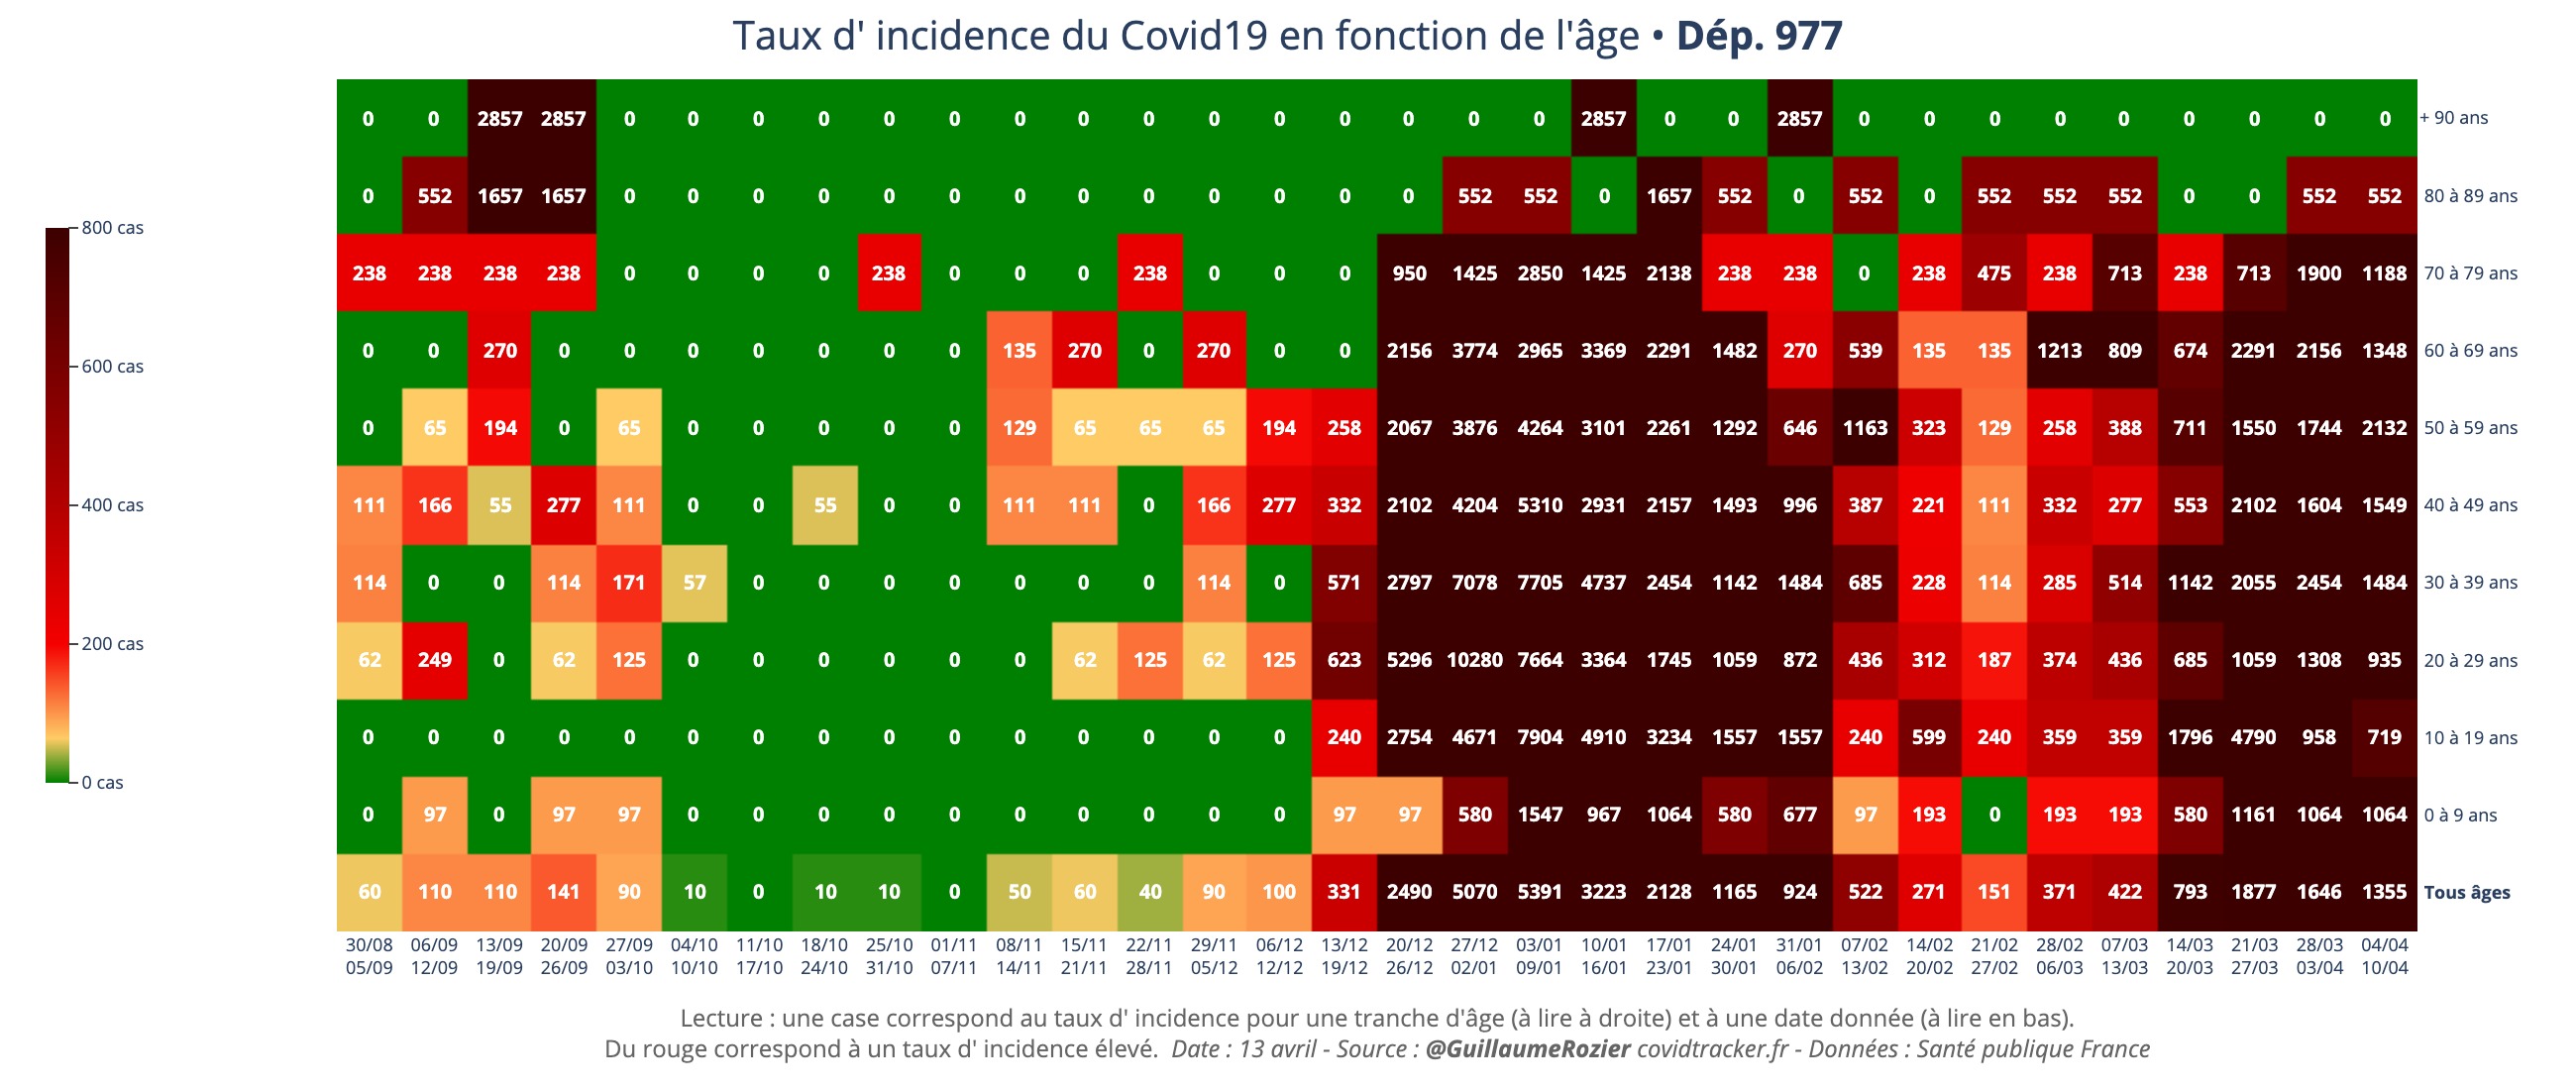 Taux d' incidence du Covid19 en fonction de l'âge • Dép. 977
0 0 2857 2857 0 0 0 0 0 0 0 0 0 0 0 0 0 0 0 2857 0 0 2857 0 0 0 0 0 0 0 0 0 + 90 ans
0 552 1657 1657 0 0 0 0 0 0 0 0 0 0 0 0 0 552 552 0 1657 552 0 552 0 552 552 552 0 0 552 552 80 à 89 ans
800 cas
238 238 238 238 0 0 0 0 238 0 0 0 238 0 0 0 950 1425 2850 1425 2138 238 238 0 238 475 238 713 238 713 1900 1188 70 à 79 ans
0 0 270 0 0 0 0 0 0 0 135 270 0 270 0 0 2156 3774 2965 3369 2291 1482 270 539 135 135 1213 809 674 2291 2156 1348 60 à 69 ans
600 cas
0 65 194 0 65 0 0 0 0 0 129 65 65 65 194 258 2067 3876 4264 3101 2261 1292 646 1163 323 129 258 388 711 1550 1744 2132 50 à 59 ans
400 cas
111 166 55 277 111 0 0 55 0 0 111 111 0 166 277 332 2102 4204 5310 2931 2157 1493 996 387 221 111 332 277 553 2102 1604 1549 40 à 49 ans
114 0 0 114 171 57 0 0 0 0 0 0 0 114 0 571 2797 7078 7705 4737 2454 1142 1484 685 228 114 285 514 1142 2055 2454 1484 30 à 39 ans
200 cas
62 249 0 62 125 0 0 0 0 0 0 62 125 62 125 623 5296 10280 7664 3364 1745 1059 872 436 312 187 374 436 685 1059 1308 935 20 à 29 ans
0 0 0 0 0 0 0 0 0 0 0 0 0 0 0 240 2754 4671 7904 4910 3234 1557 1557 240 599 240 359 359 1796 4790 958 719 10 à 19 ans
0 cas
0 97 0 97 97 0 0 0 0 0 0 0 0 0 0 97 97 580 1547 967 1064 580 677 97 193 0 193 193 580 1161 1064 1064 0 à 9 ans
60 110 110 141 90 10 0 10 10 0 50 60 40 90 100 331 2490 5070 5391 3223 2128 1165 924 522 271 151 371 422 793 1877 1646 1355 Tous âges
30/08 06/09 13/09 20/09 27/09 04/10 11/10 18/10 25/10 01/11 08/11 15/11 22/11 29/11 06/12 13/12 20/12 27/12 03/01 10/01 17/01 24/01 31/01 07/02 14/02 21/02 28/02 07/03 14/03 21/03 28/03 04/04
05/09 12/09 19/09 26/09 03/10 10/10 17/10 24/10 31/10 07/11 14/11 21/11 28/11 05/12 12/12 19/12 26/12 02/01 09/01 16/01 23/01 30/01 06/02 13/02 20/02 27/02 06/03 13/03 20/03 27/03 03/04 10/04
Lecture : une case correspond au taux d' incidence pour une tranche d'âge (à lire à droite) et à une date donnée (à lire en bas).
Du rouge correspond à un taux d' incidence élevé. Date : 13 avril - Source : @GuillaumeRozier covidtracker.fr - Données : Santé publique France